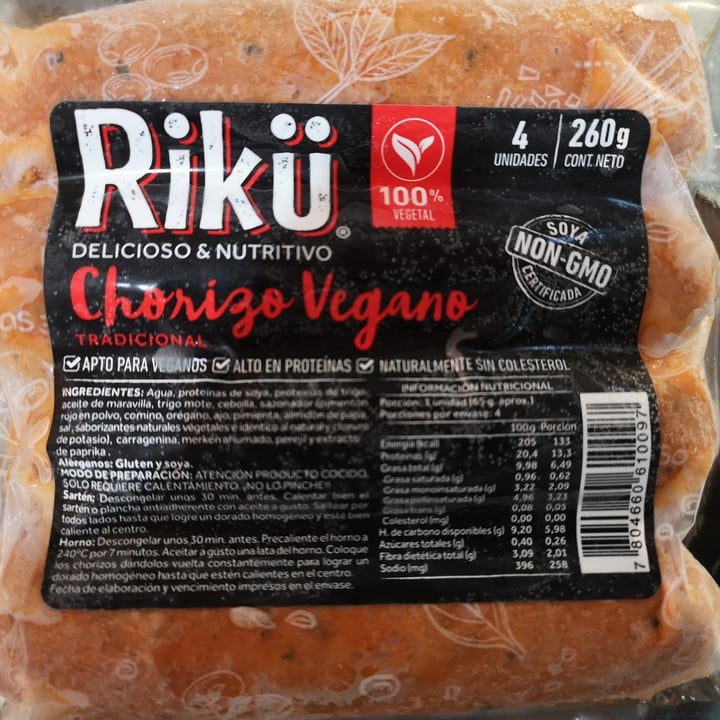 Rikü®
100%
VEGETAL
4 UNIDADES
260g CONT. NETO
DELICIOSO & NUTRITIVO
SOYA
NON-GMO
CERTIFICADA
Chorizo Vegano
TRADICIONAL
APTO PARA VEGANOS ALTO EN PROTEÍNAS NATURALMENTE SIN COLESTEROL
INGREDIENTES: Agua, proteínas de soya, proteínas de trigo,
aceite de maravilla, trigo mote, cebolla, sazonador (pimiento
rojo en polvo, comino, orégano, ajo, pimienta, almidón de papa,
sal, saborizantes naturales vegetales e idéntico al natural y cloruro
de potasio), carragenina, merkén ahumado, perejil y extracto
de paprika.
Alérgenos: Gluten y soya.
MODO DE PREPARACIÓN: ATENCIÓN PRODUCTO COCIDO,
SOLO REQUIERE CALENTAMIENTO. ¡NO LO PINCHE!!
Sartén: Descongelar unos 30 min. antes. Calentar bien el
sartén o plancha antiadherente con aceite a gusto. Saltear por
todos lados hasta que logre un dorado homogéneo y esté bien
caliente al centro.
Horno: Descongelar unos 30 min. antes. Precaliente el horno a
240°C por 7 minutos. Aceitar a gusto una lata del horno. Coloque
los chorizos dándolos vuelta constantemente para lograr un
dorado homogéneo hasta que estén calientes en el centro.
Fecha de elaboración y vencimiento impresos en el envase.
INFORMACIÓN NUTRICIONAL
Porción: 1 unidad (65 g. aprox.)
Porciones por envase: 4
100g Porción
Energía (kcal) 205 133
Proteínas (g) 20,4 13,3
Grasa total (g) 9,98 6,49
Grasa saturada (g) 0,96 0,62
Grasa monoinsaturada (g) 3,22 2,09
Grasa poliinsaturada (g) 4,96 3,23
Grasa trans (g) 0,08 0,05
Colesterol (mg) 0,00 0,00
H. de carbono disponibles (g) 9,20 5,98
Azúcares totales (g) 0,40 0,26
Fibra dietética total (g) 3,09 2,01
Sodio (mg) 396 258
7 804660 610097